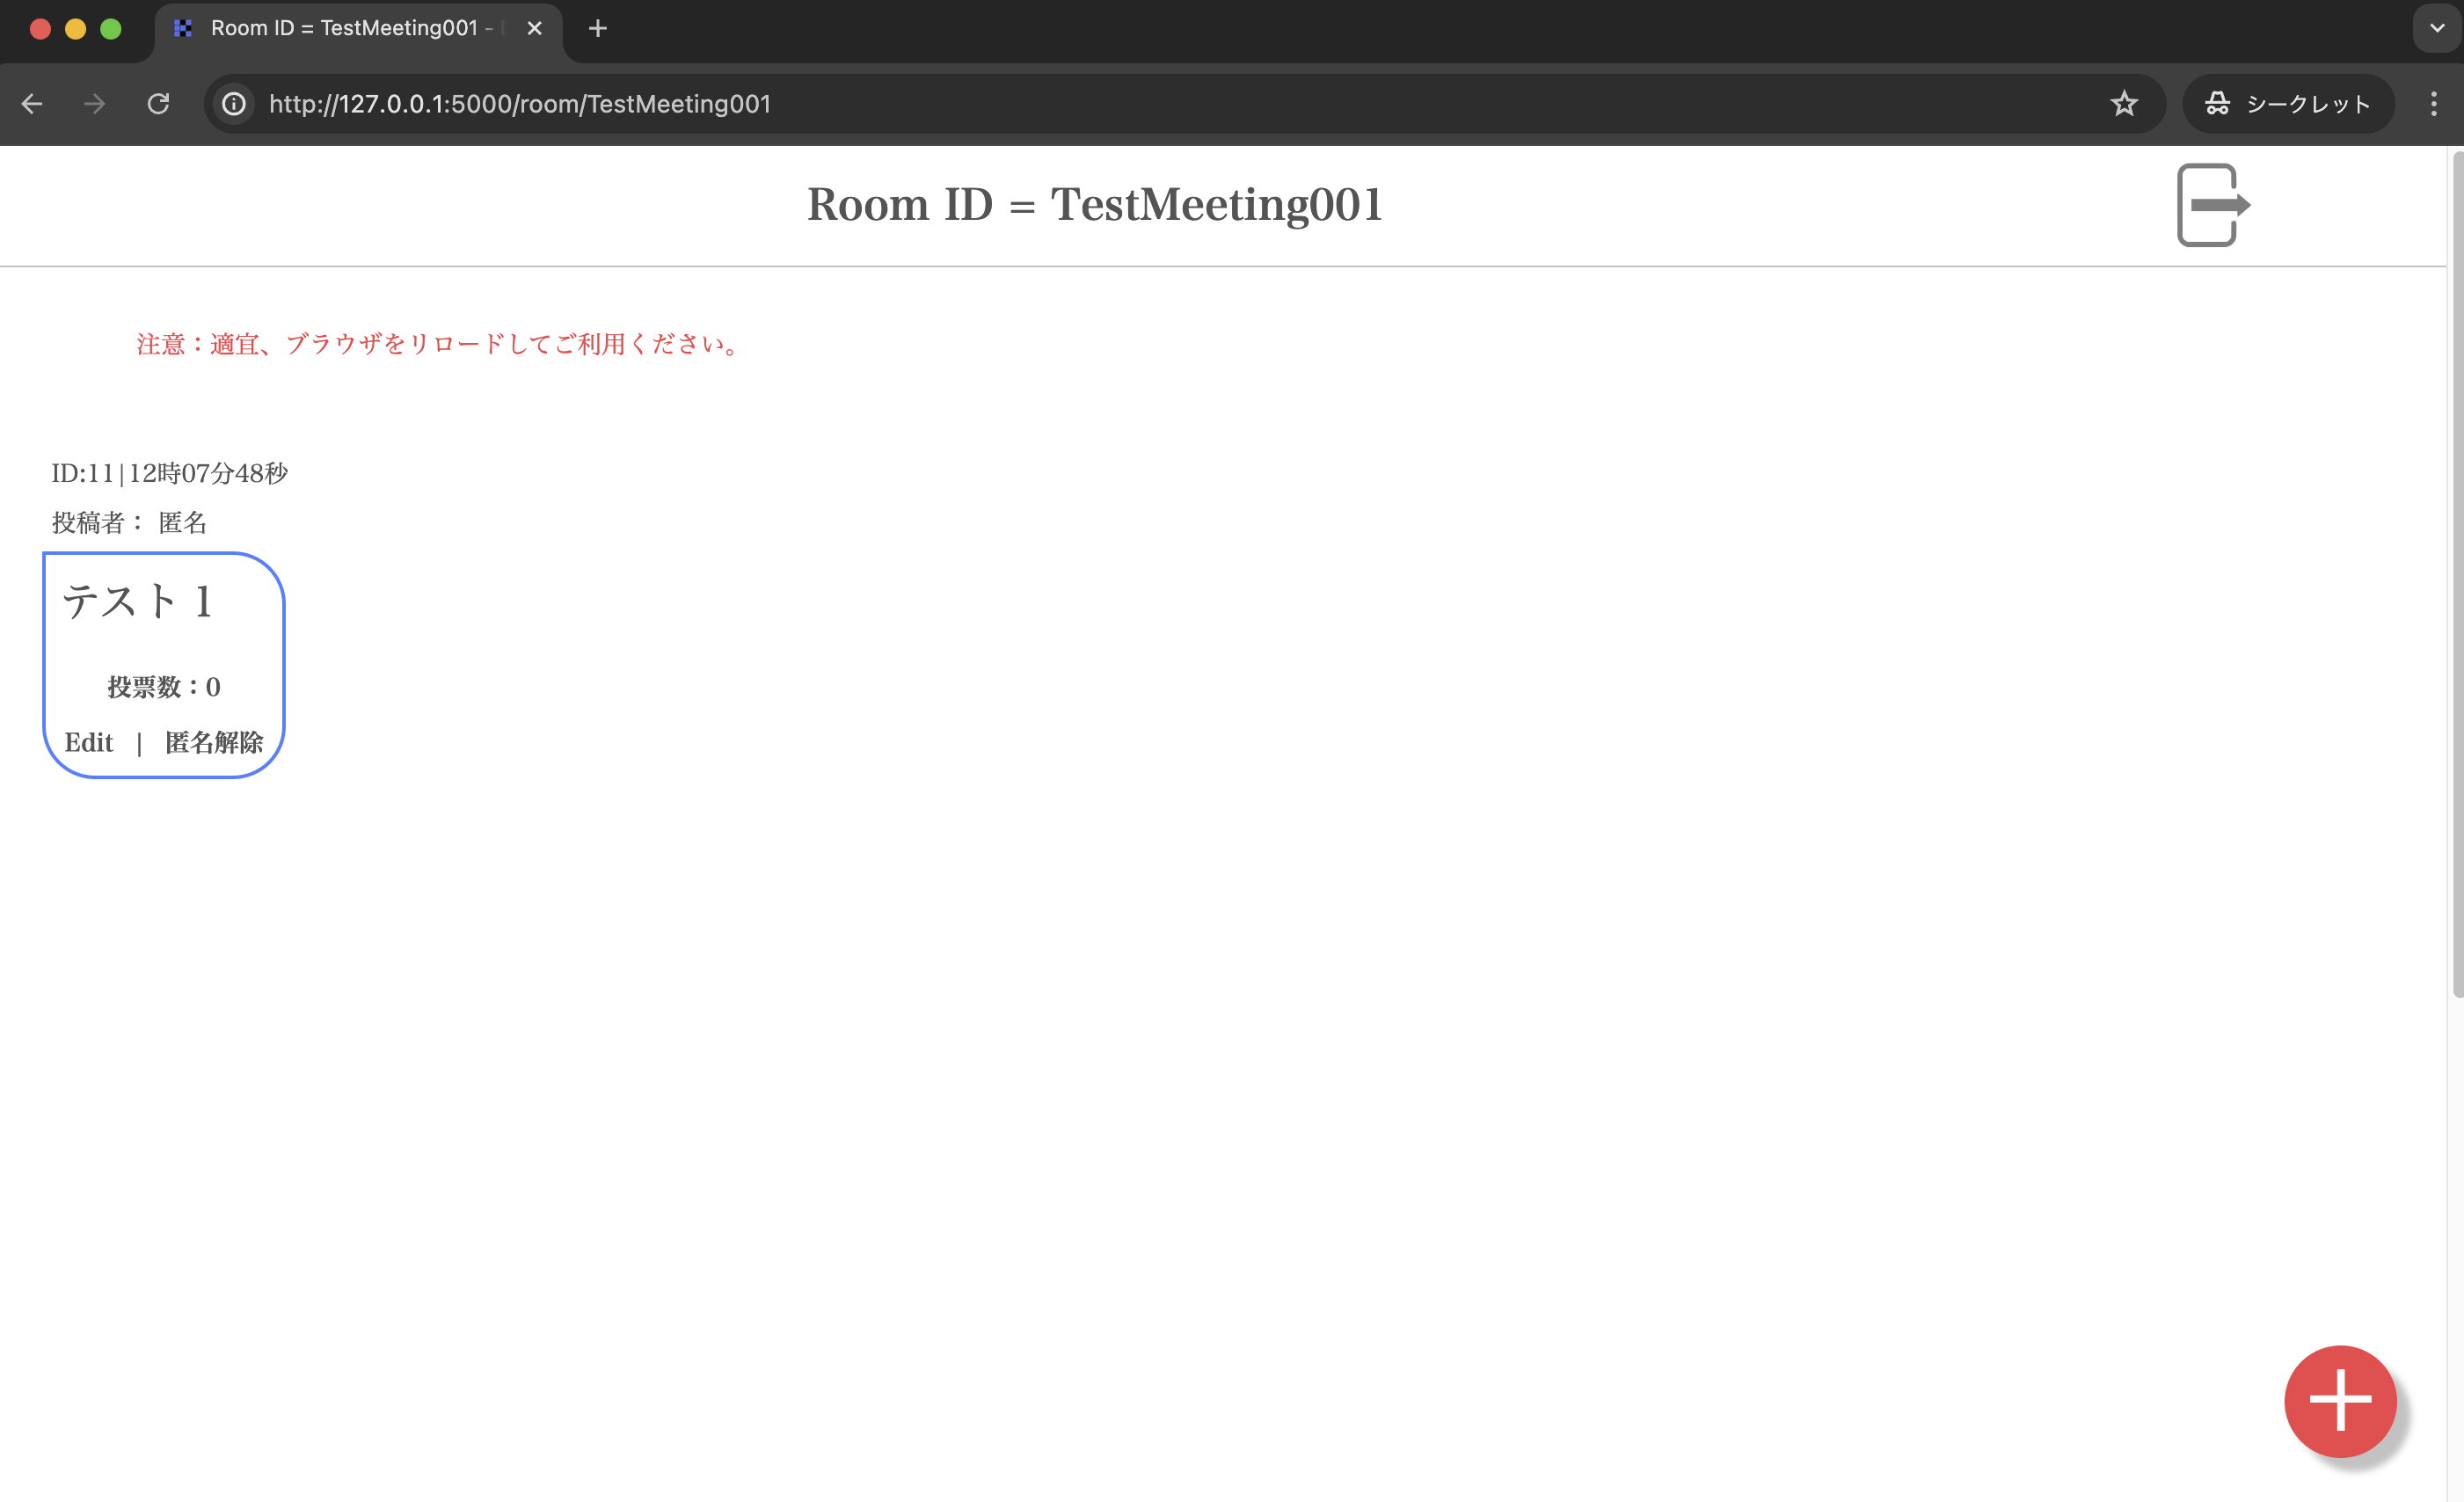 Room ID = TestMeeting001 -
http://127.0.0.1:5000/room/TestMeeting001
シークレット
Room ID = TestMeeting001
注意：適宜、ブラウザをリロードしてご利用ください。
ID:11|12時07分48秒
投稿者： 匿名
テスト 1
投票数：0
Edit | 匿名解除